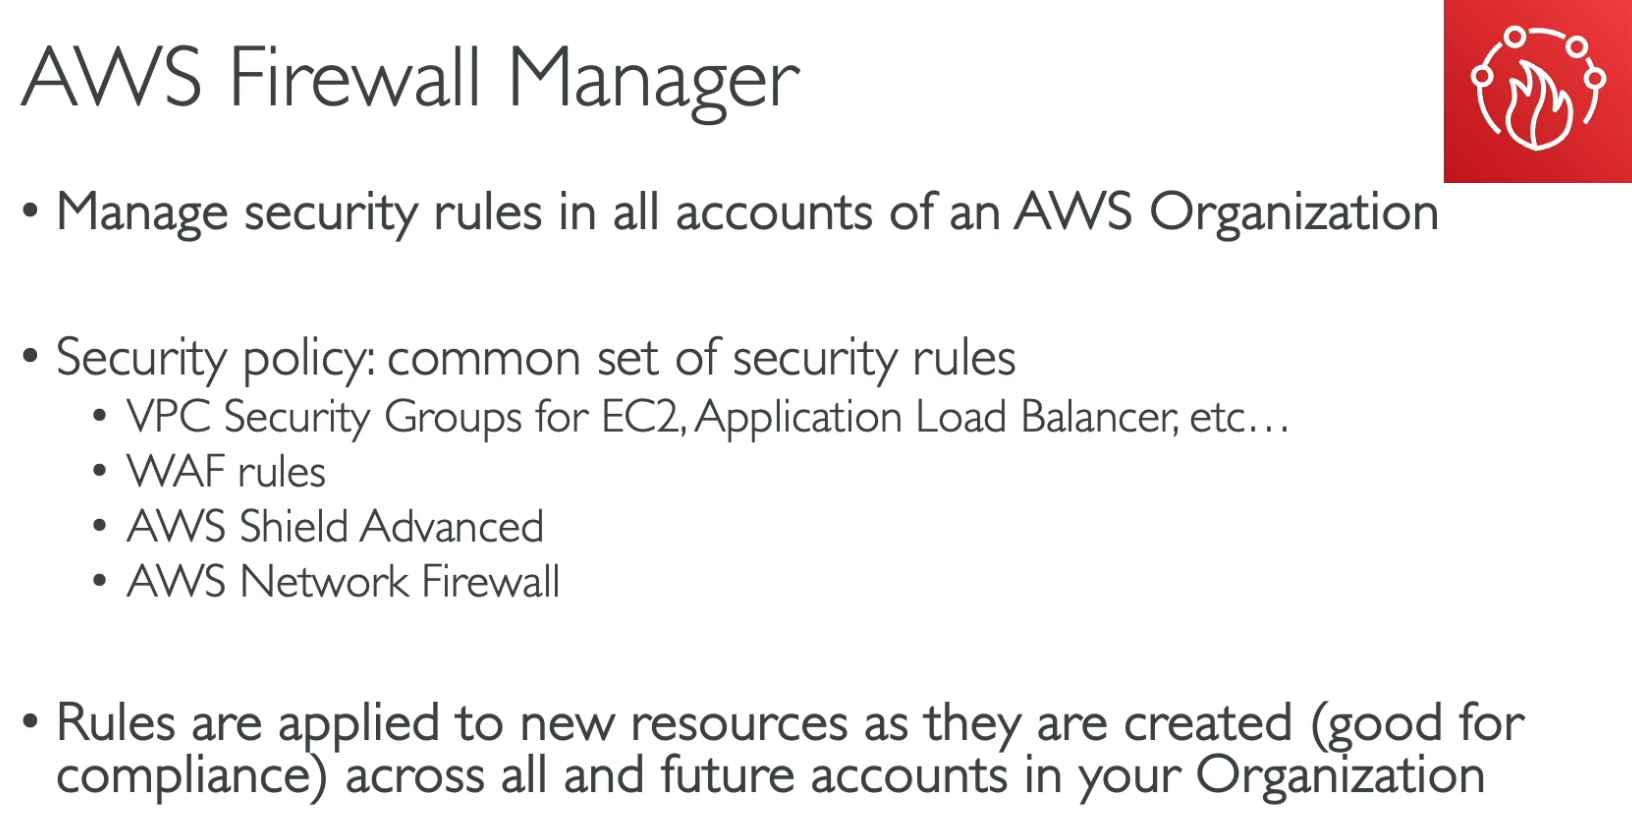 AWS Firewall Manager
• Manage security rules in all accounts of an AWS Organization
• Security policy: common set of security rules
• VPC Security Groups for EC2, Application Load Balancer, etc…
• WAF rules
• AWS Shield Advanced
• AWS Network Firewall
• Rules are applied to new resources as they are created (good for
compliance) across all and future accounts in your Organization